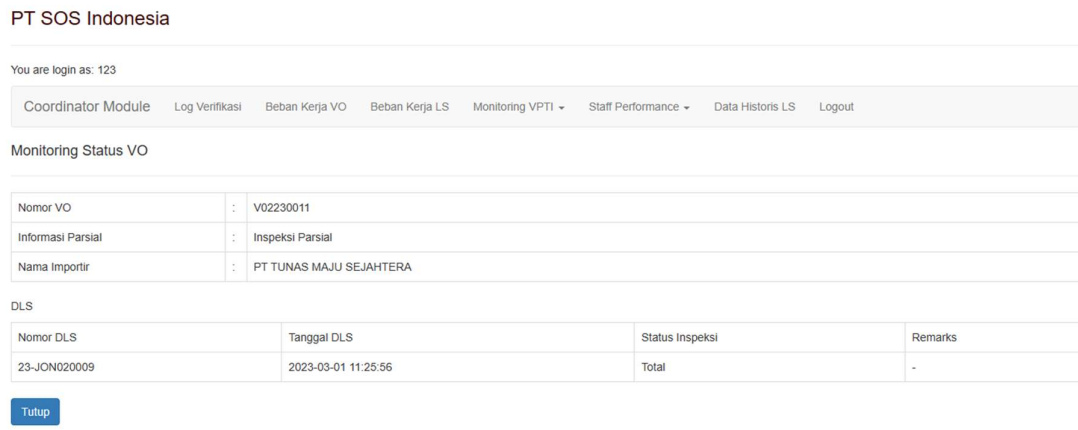 PT SOS Indonesia
You are login as: 123
Coordinator Module Log Verifikasi Beban Kerja VO Beban Kerja LS Monitoring VPTI Staff Performance Data Historis LS Logout
Monitoring Status VO
Nomor VO : V02230011
Informasi Parsial : Inspeksi Parsial
Nama Importir : PT TUNAS MAJU SEJAHTERA
DLS
Nomor DLS Tanggal DLS Status Inspeksi Remarks
23-JON020009 2023-03-01 11:25:56 Total -
Tutup